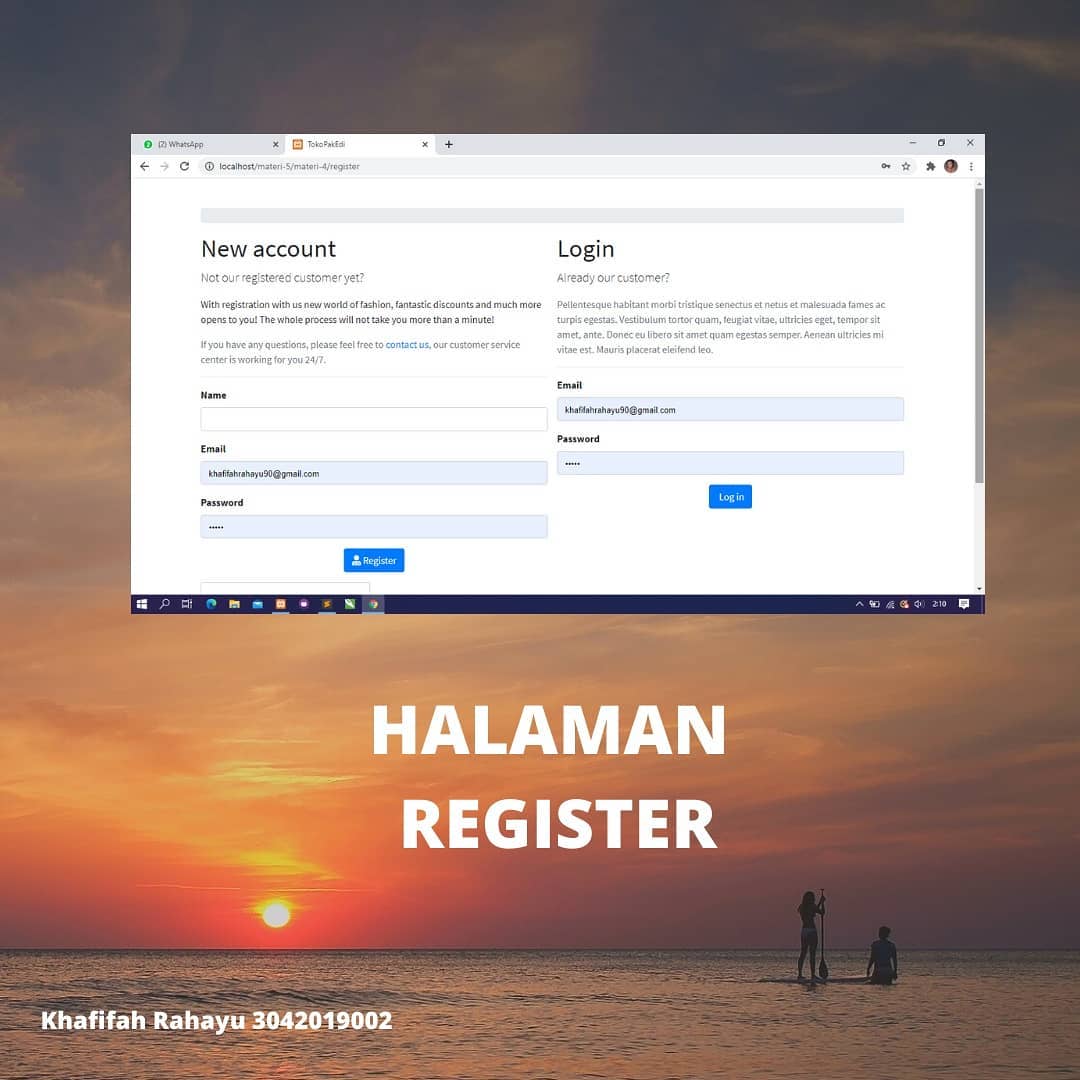 (2) WhatsApp
TokoPakEdi
localhost/materi-5/materi-4/register
New account
Not our registered customer yet?
With registration with us new world of fashion, fantastic discounts and much more
opens to you! The whole process will not take you more than a minute!
If you have any questions, please feel free to contact us, our customer service
center is working for you 24/7.
Name
Email
khafifahrahayu90@gmail.com
Password
•••••
Register
Login
Already our customer?
Pellentesque habitant morbi tristique senectus et netus et malesuada fames ac
turpis egestas. Vestibulum tortor quam, feugiat vitae, ultricies eget, tempor sit
amet, ante. Donec eu libero sit amet quam egestas semper. Aenean ultricies mi
vitae est. Mauris placerat eleifend leo.
Email
khafifahrahayu90@gmail.com
Password
•••••
Log in
2:10
HALAMAN
REGISTER
Khafifah Rahayu 3042019002